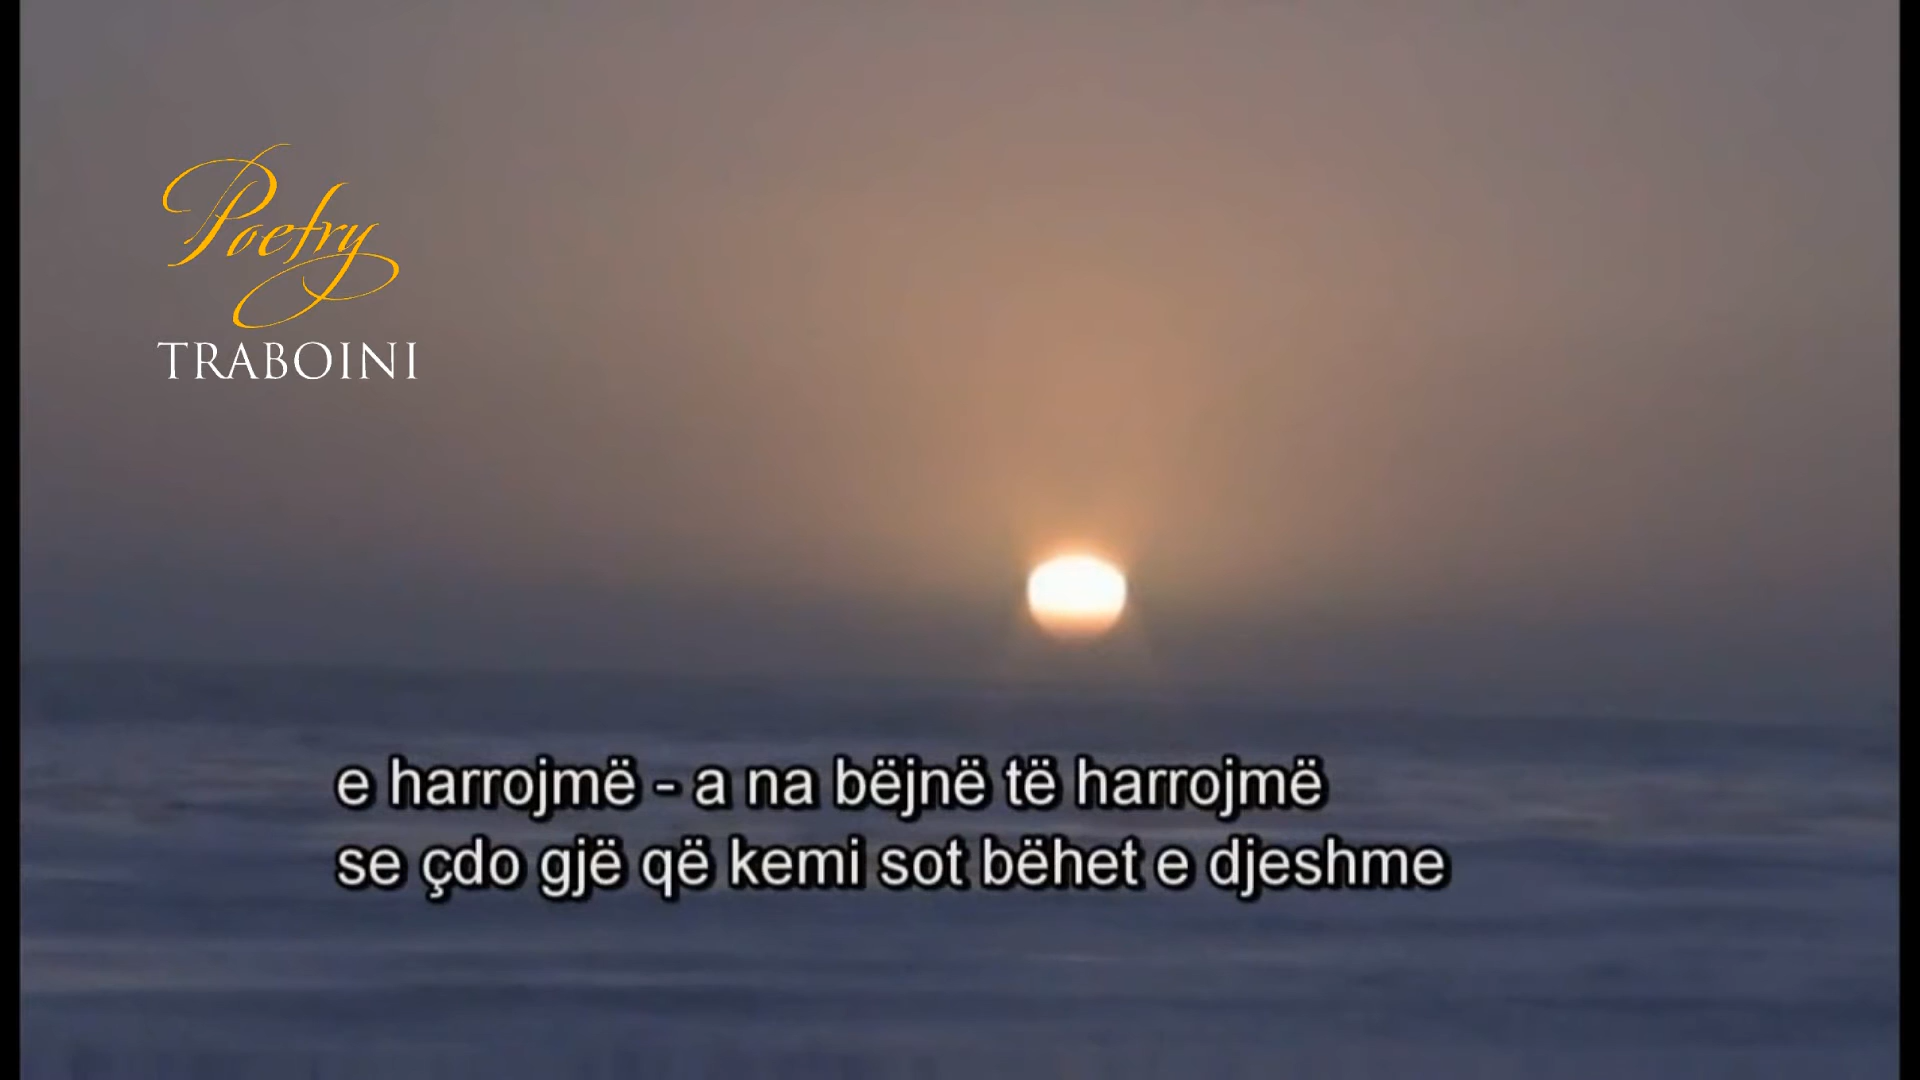 Poetry
TRABOINI
e harrojmë - a na bëjnë të harrojmë
se çdo gjë që kemi sot bëhet e djeshme